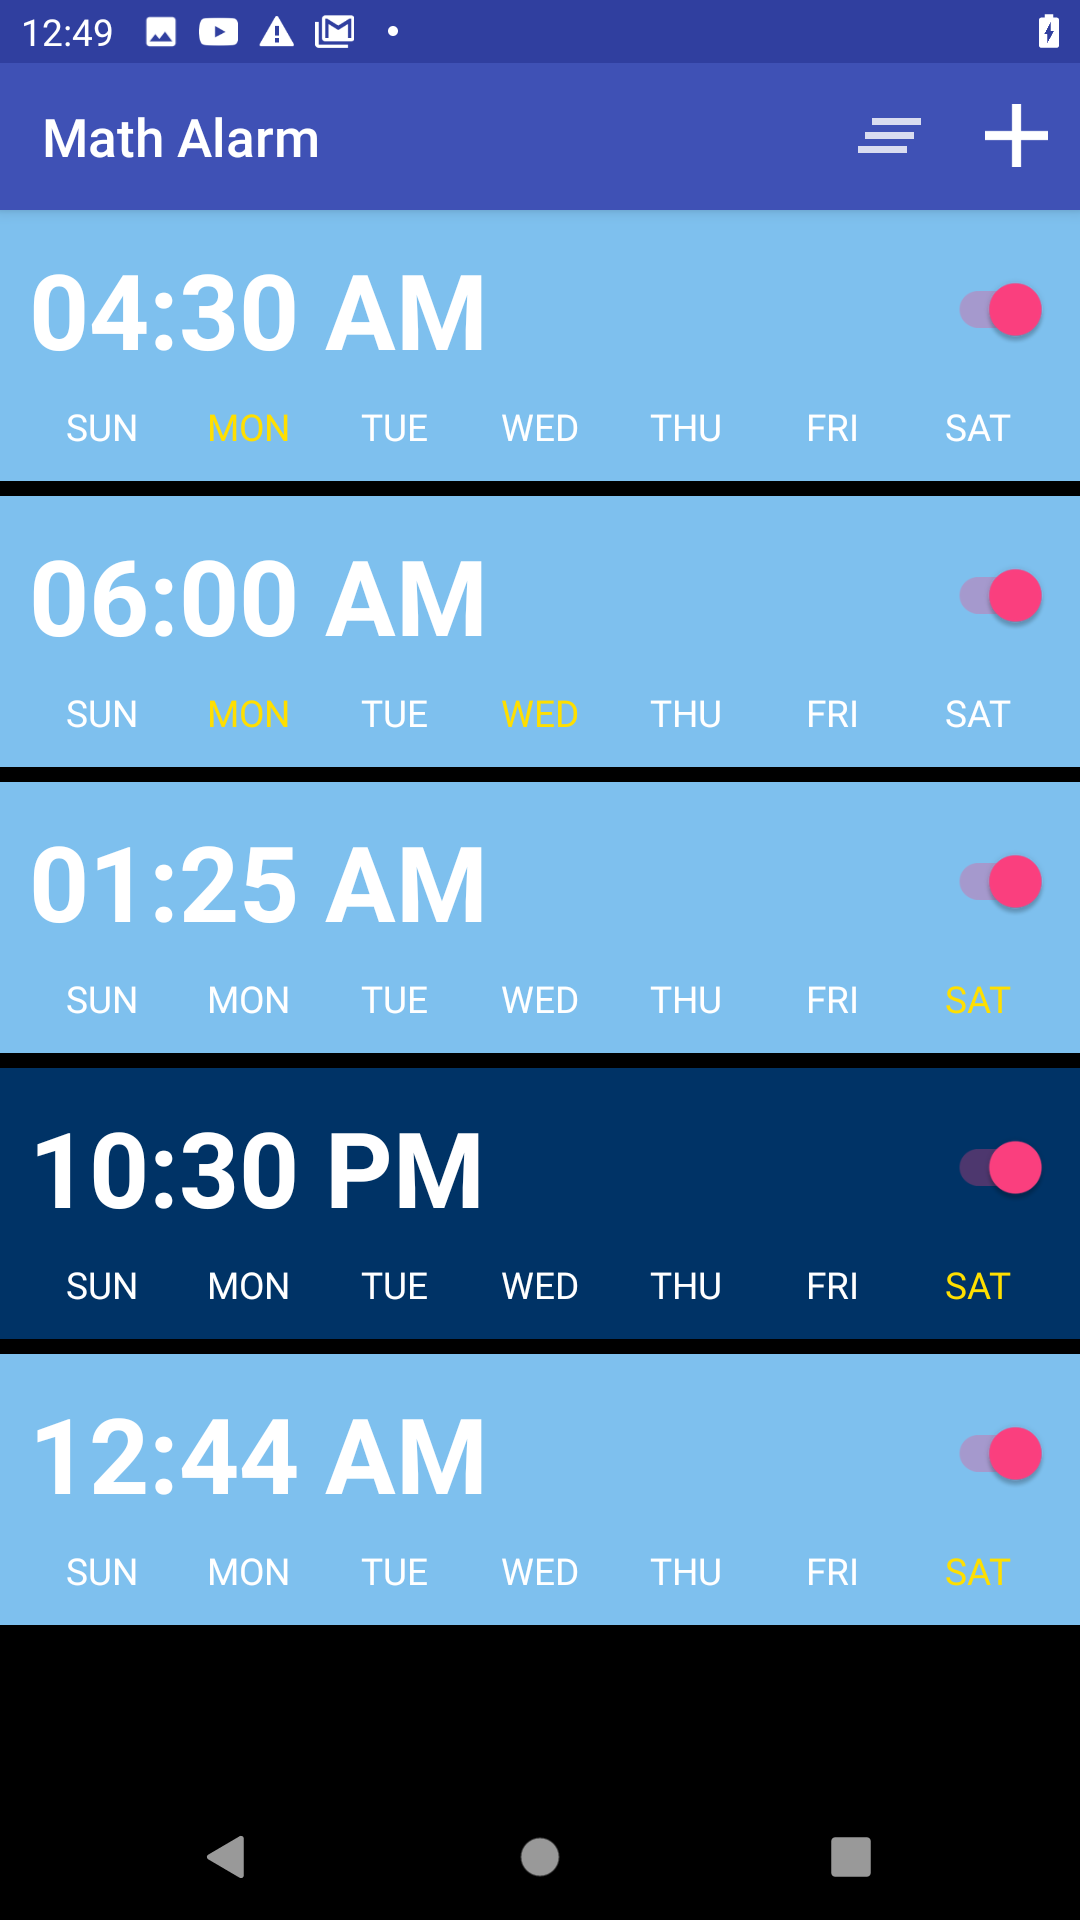 12:49
Math Alarm
04:30 AM
SUN MON TUE WED THU FRI SAT
06:00 AM
SUN MON TUE WED THU FRI SAT
01:25 AM
SUN MON TUE WED THU FRI SAT
10:30 PM
SUN MON TUE WED THU FRI SAT
12:44 AM
SUN MON TUE WED THU FRI SAT